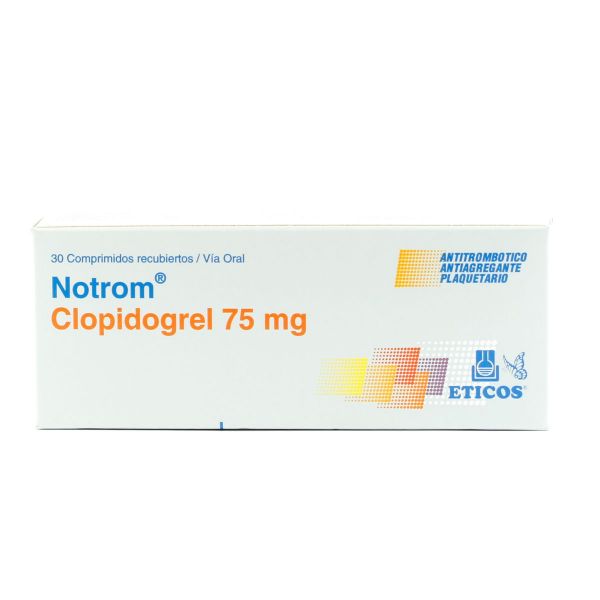 30 Comprimidos recubiertos / Vía Oral
Notrom®
Clopidogrel 75 mg
ANTITROMBOTICO
ANTIAGREGANTE
PLAQUETARIO
ETICOS®